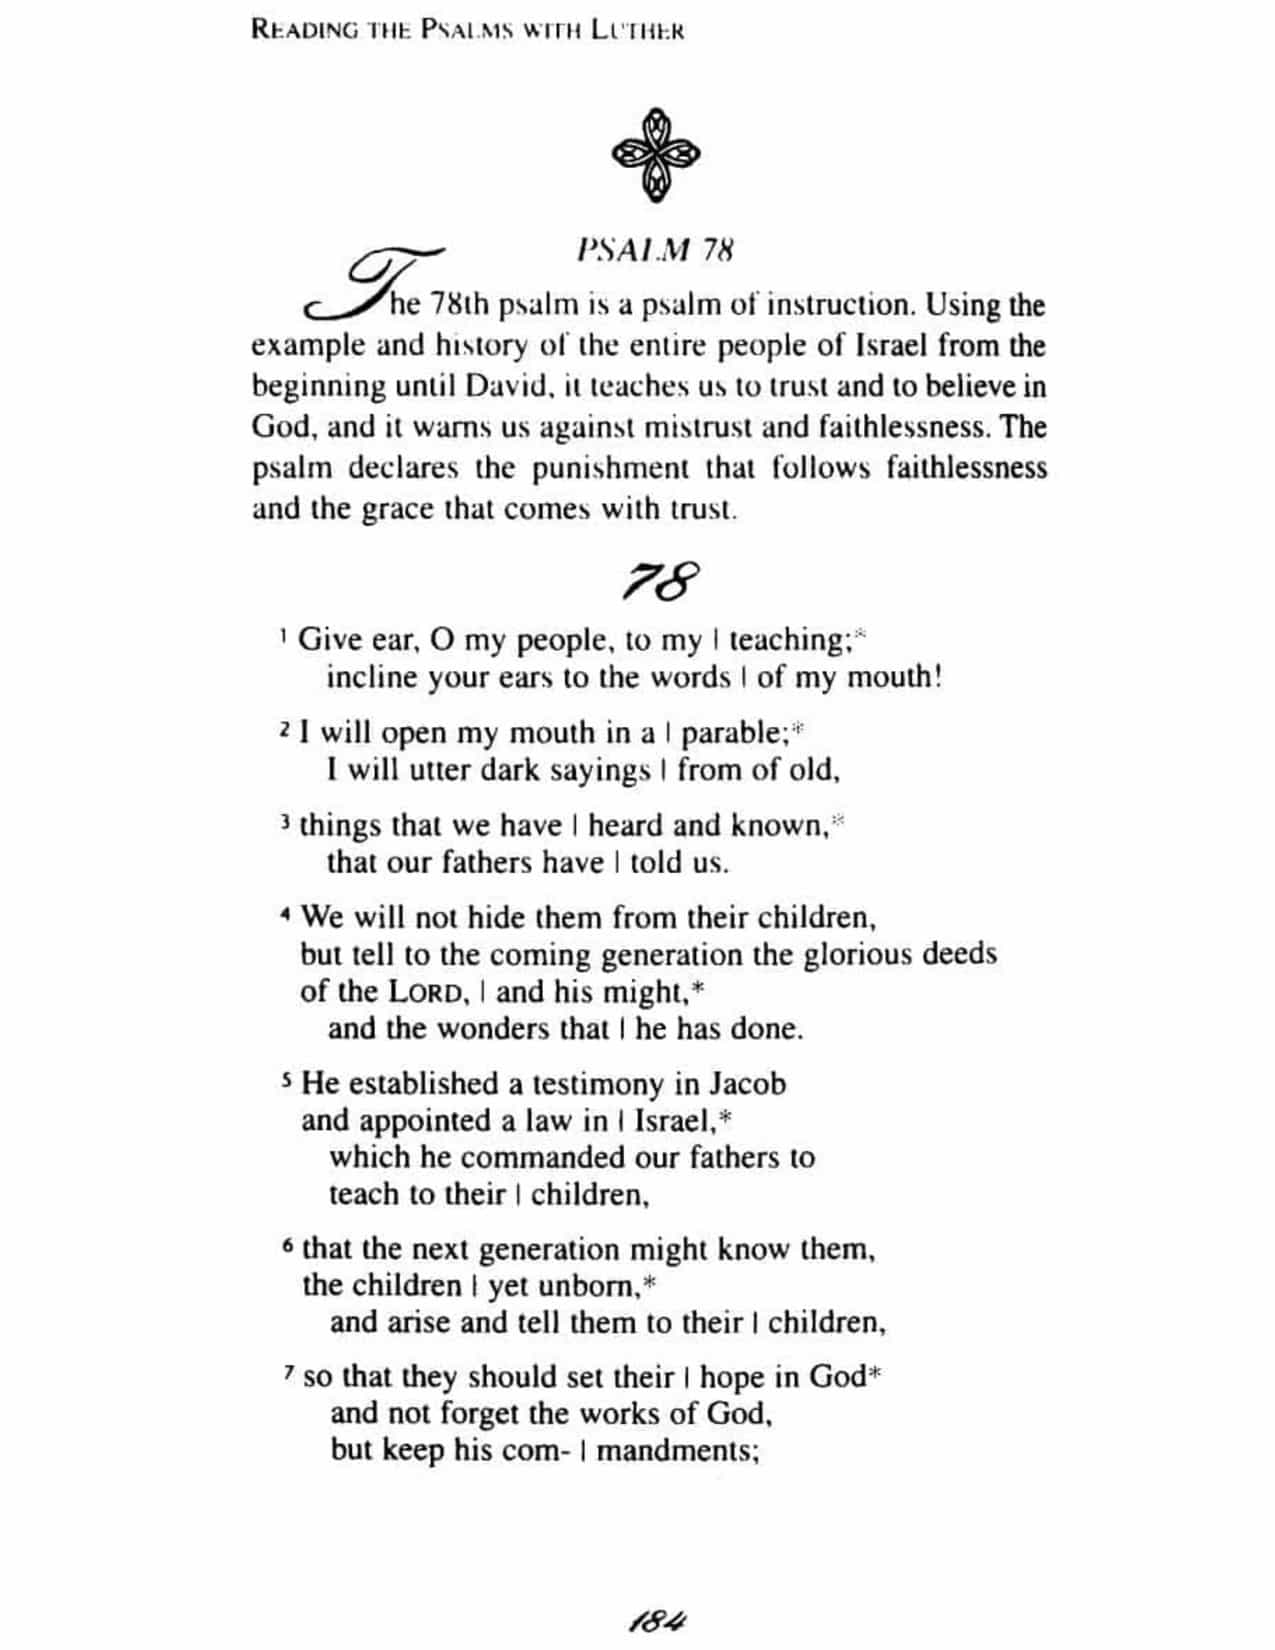 READING THE PSALMS WITH LUTHER
PSALM 78
The 78th psalm is a psalm of instruction. Using the
example and history of the entire people of Israel from the
beginning until David, it teaches us to trust and to believe in
God, and it warns us against mistrust and faithlessness. The
psalm declares the punishment that follows faithlessness
and the grace that comes with trust.
78
1 Give ear, O my people, to my | teaching;*
incline your ears to the words | of my mouth!
2 I will open my mouth in a | parable;*
I will utter dark sayings | from of old,
3 things that we have | heard and known,*
that our fathers have | told us.
4 We will not hide them from their children,
but tell to the coming generation the glorious deeds
of the LORD, | and his might,*
and the wonders that | he has done.
5 He established a testimony in Jacob
and appointed a law in | Israel,*
which he commanded our fathers to
teach to their | children,
6 that the next generation might know them,
the children | yet unborn,*
and arise and tell them to their | children,
7 so that they should set their | hope in God*
and not forget the works of God,
but keep his com- | mandments;
184